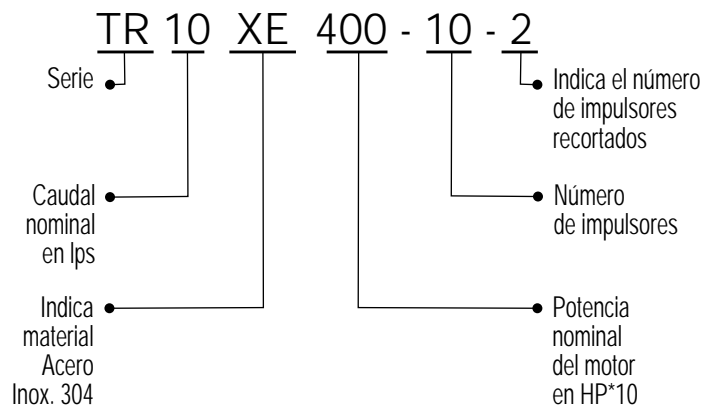 TR 10 XE 400 - 10 - 2
Serie
Indica el número
de impulsores
recortados
Caudal
nominal
en lps
Número
de impulsores
Indica
material
Acero
Inox. 304
Potencia
nominal
del motor
en HP*10